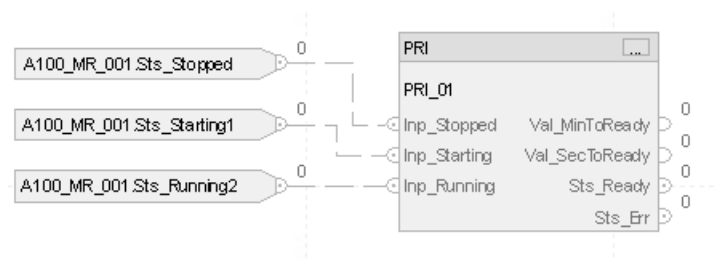 0
PRI ...
A100_MR_001.Sts_Stopped
PRI_01
0
0
A100_MR_001.Sts_Starting1
Inp_Stopped Val_MinToReady
0
Inp_Starting Val_SecToReady
0
0
A100_MR_001.Sts_Running2
Inp_Running Sts_Ready
0
Sts_Err